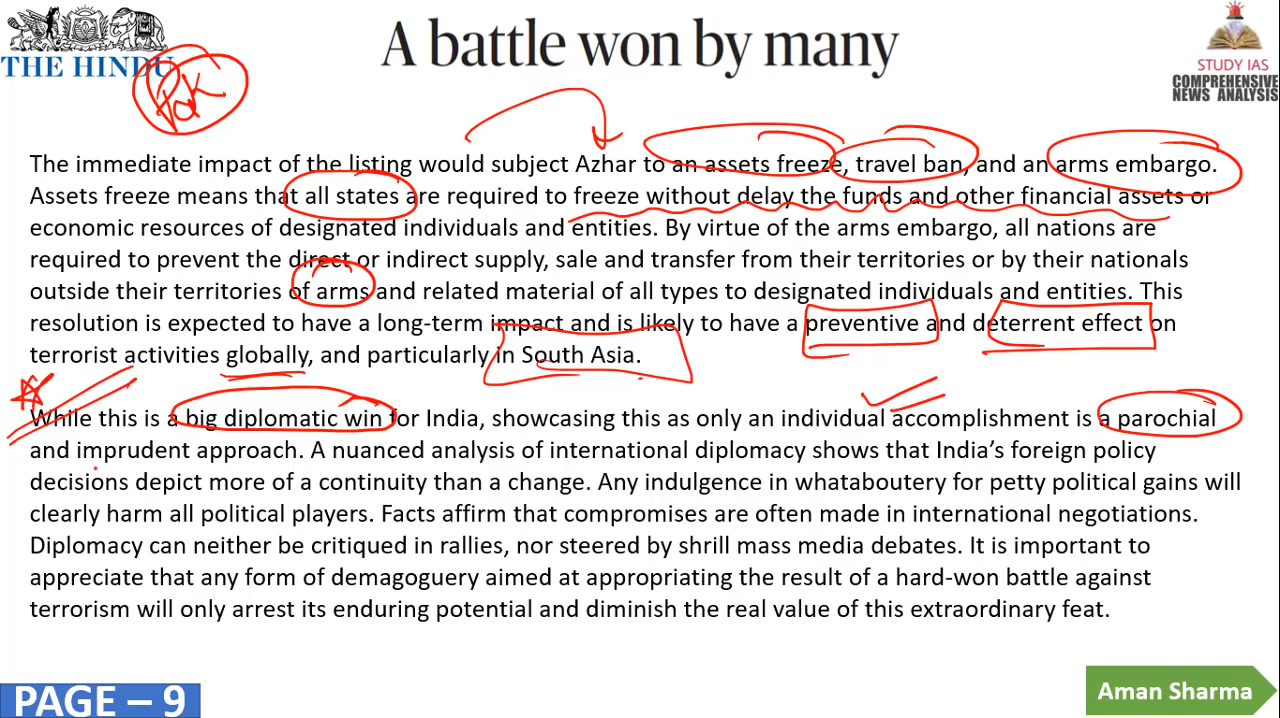 A battle won by many
THE HINDU
STUDY IAS
COMPREHENSIVE
NEWS ANALYSIS
Pak
The immediate impact of the listing would subject Azhar to an assets freeze, travel ban, and an arms embargo.
Assets freeze means that all states are required to freeze without delay the funds and other financial assets or
economic resources of designated individuals and entities. By virtue of the arms embargo, all nations are
required to prevent the direct or indirect supply, sale and transfer from their territories or by their nationals
outside their territories of arms and related material of all types to designated individuals and entities. This
resolution is expected to have a long-term impact and is likely to have a preventive and deterrent effect on
terrorist activities globally, and particularly in South Asia.
While this is a big diplomatic win for India, showcasing this as only an individual accomplishment is a parochial
and imprudent approach. A nuanced analysis of international diplomacy shows that India’s foreign policy
decisions depict more of a continuity than a change. Any indulgence in whataboutery for petty political gains will
clearly harm all political players. Facts affirm that compromises are often made in international negotiations.
Diplomacy can neither be critiqued in rallies, nor steered by shrill mass media debates. It is important to
appreciate that any form of demagoguery aimed at appropriating the result of a hard-won battle against
terrorism will only arrest its enduring potential and diminish the real value of this extraordinary feat.
PAGE – 9
Aman Sharma